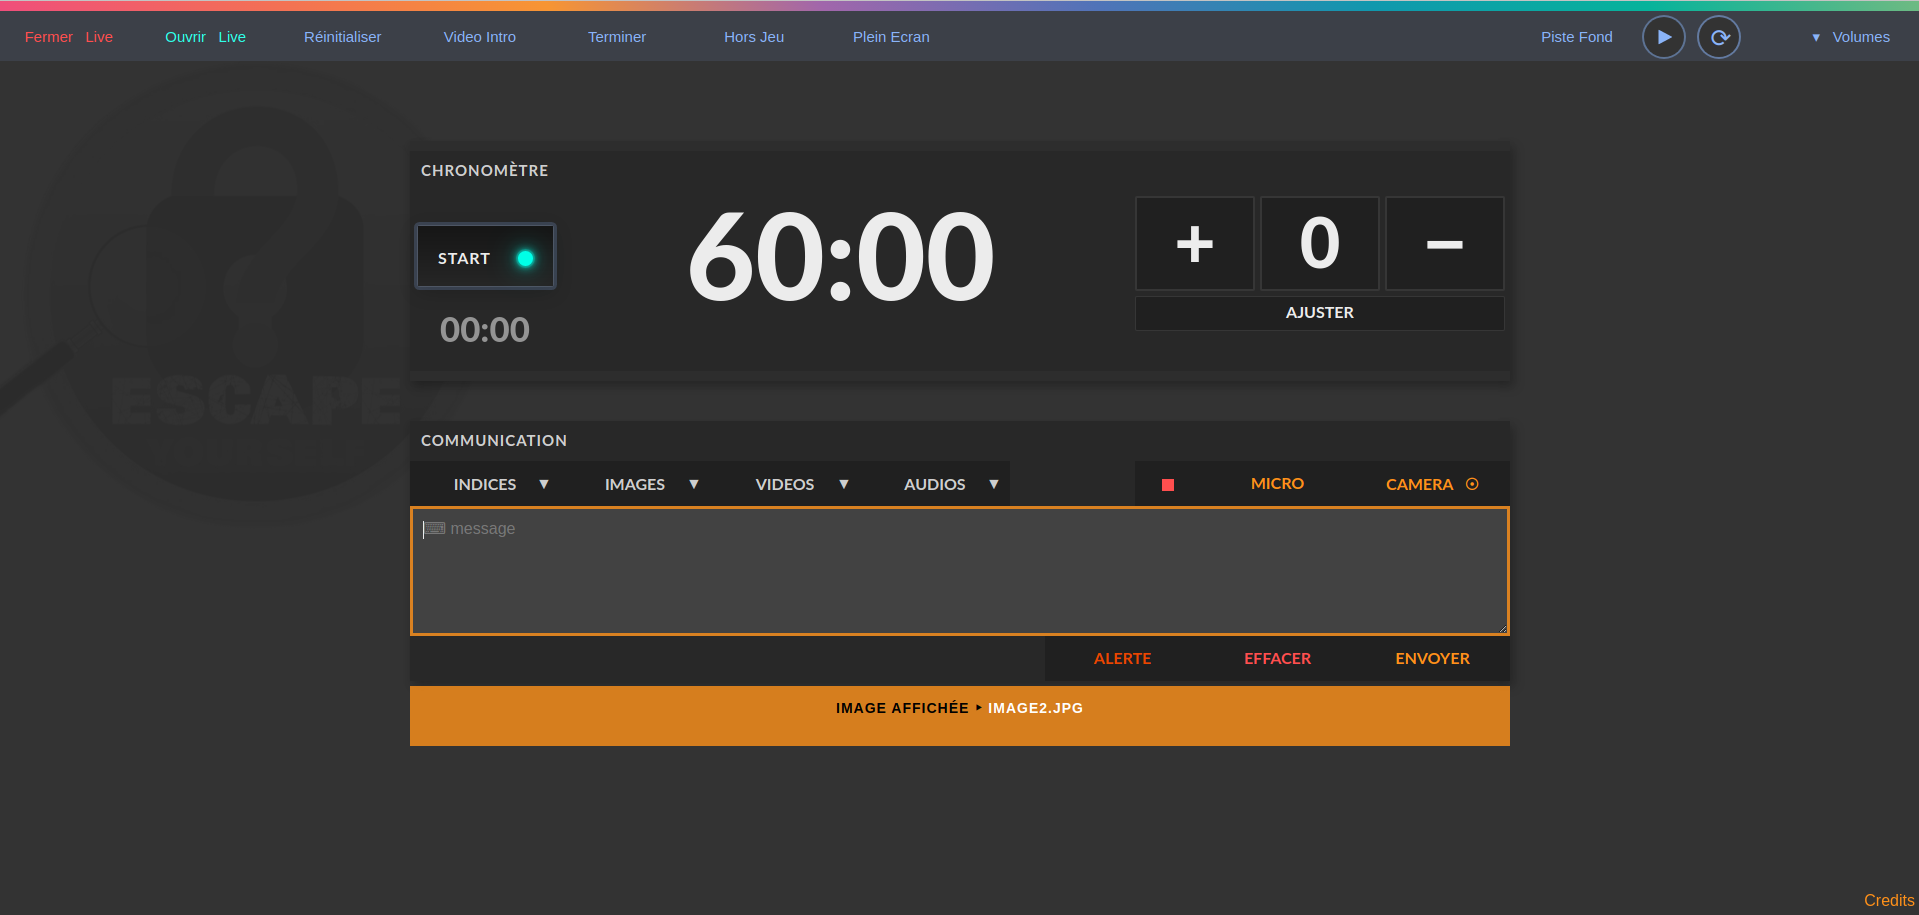 Fermer Live Ouvrir Live Réinitialiser Video Intro Terminer Hors Jeu Plein Ecran Piste Fond ▼ Volumes
CHRONOMÈTRE
START
60:00
+ 0 −
AJUSTER
00:00
ESCAPE
COMMUNICATION
INDICES ▼ IMAGES ▼ VIDEOS ▼ AUDIOS ▼ MICRO CAMERA
message
ALERTE EFFACER ENVOYER
IMAGE AFFICHÉE ‣ IMAGE2.JPG
Credits